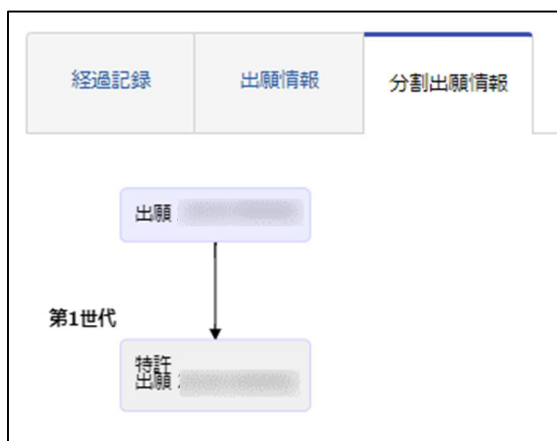 経過記録
出願情報
分割出願情報
出願
第1世代
特許
出願